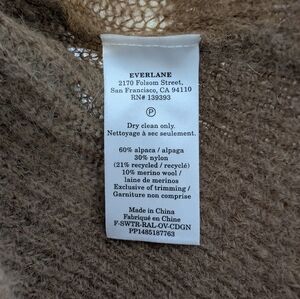 EVERLANE
2170 Folsom Street,
San Francisco, CA 94110
RN# 139393
P
Dry clean only.
Nettoyage à sec seulement.
60% alpaca / alpaga
30% nylon
(21% recycled / recyclé)
10% merino wool /
laine de merinos
Exclusive of trimming /
Garniture non comprise
Made in China
Fabriqué en Chine
F-SWTR-RAL-OV-CDGN
PP1485187763